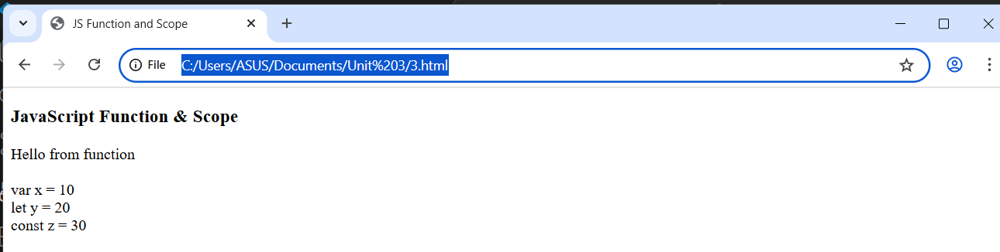 JS Function and Scope
File C:/Users/ASUS/Documents/Unit%203/3.html
JavaScript Function & Scope
Hello from function
var x = 10
let y = 20
const z = 30